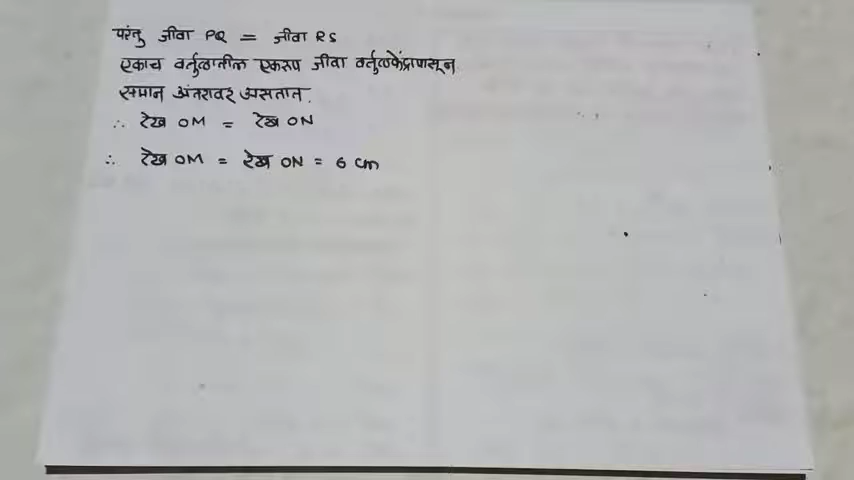 परंतु जीवा PQ = जीवा RS
एकाच वर्तुळातील एकरूप जीवा वर्तुळकेंद्रापासून
समान अंतरावर असतात.
∴ रेख OM = रेख ON
∴ रेख OM = रेख ON = 6 cm